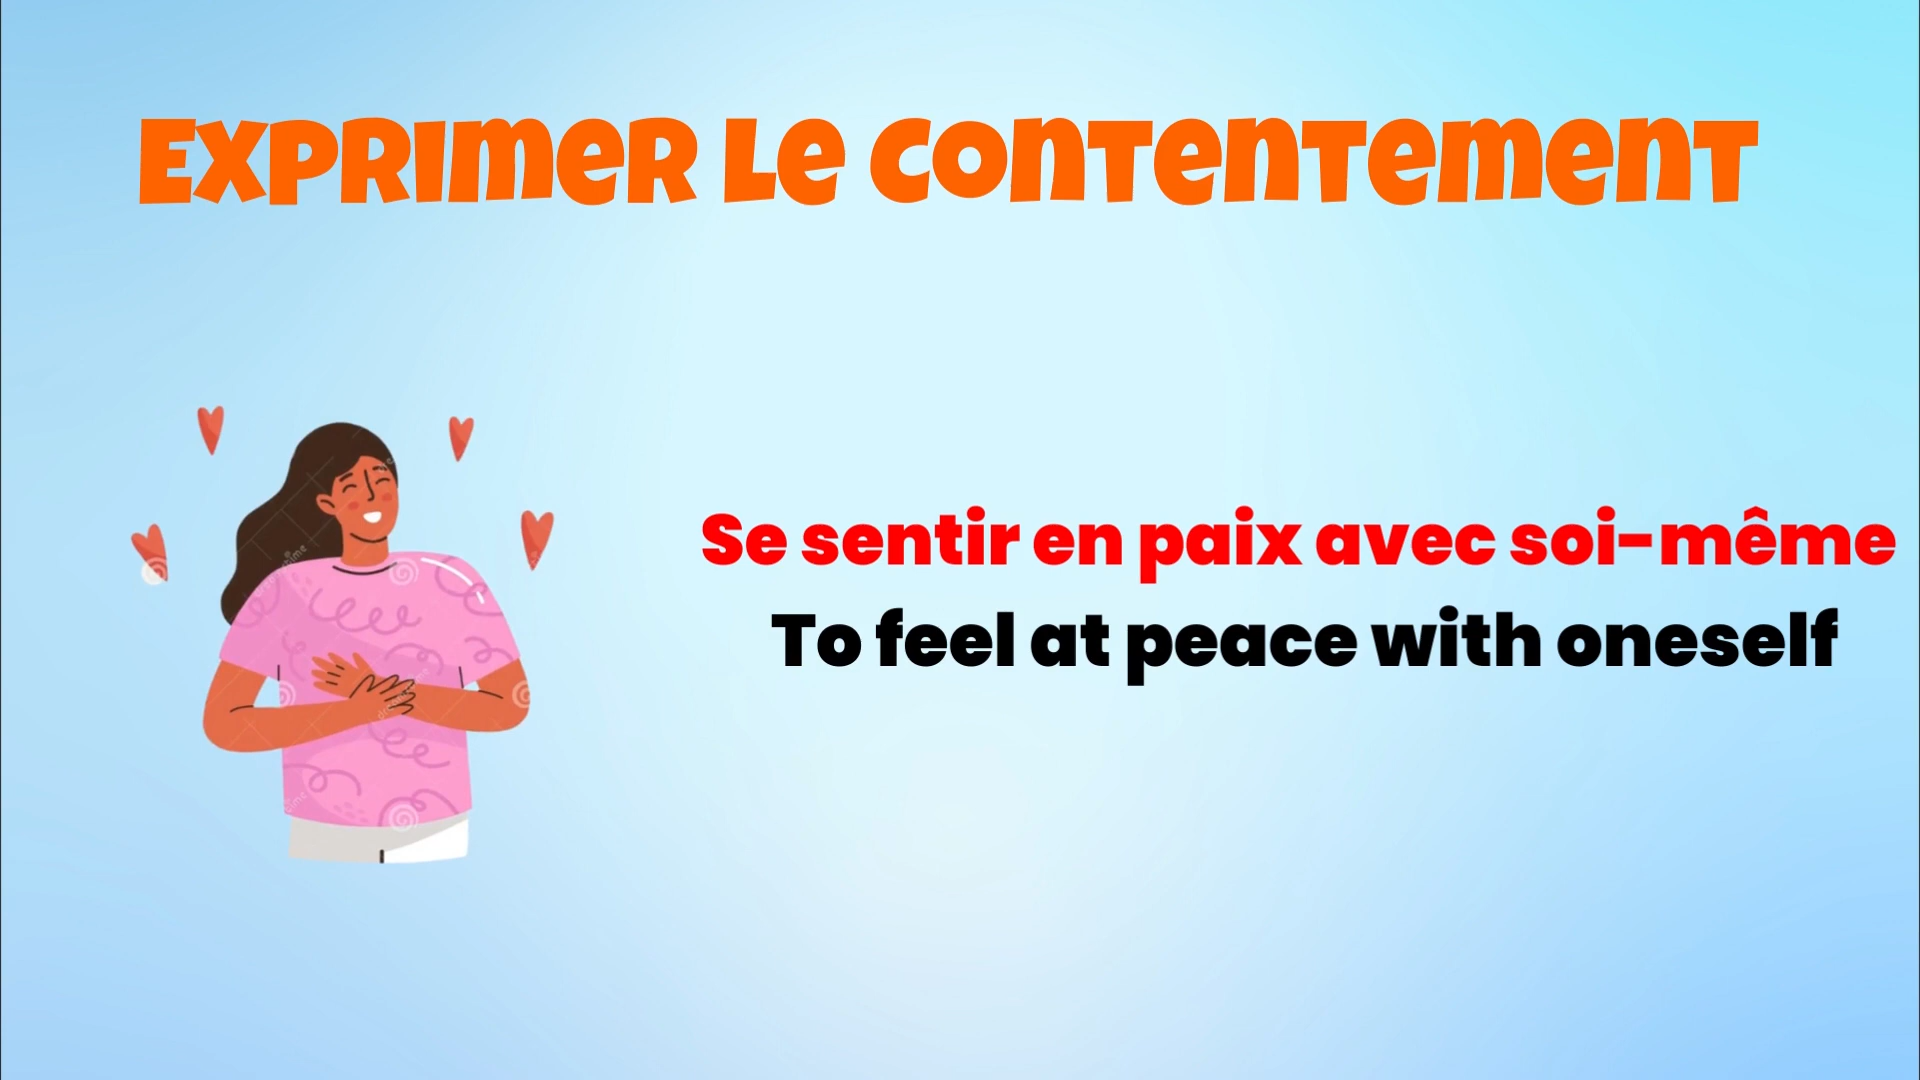 Exprimer le contentement
Se sentir en paix avec soi-même
To feel at peace with oneself